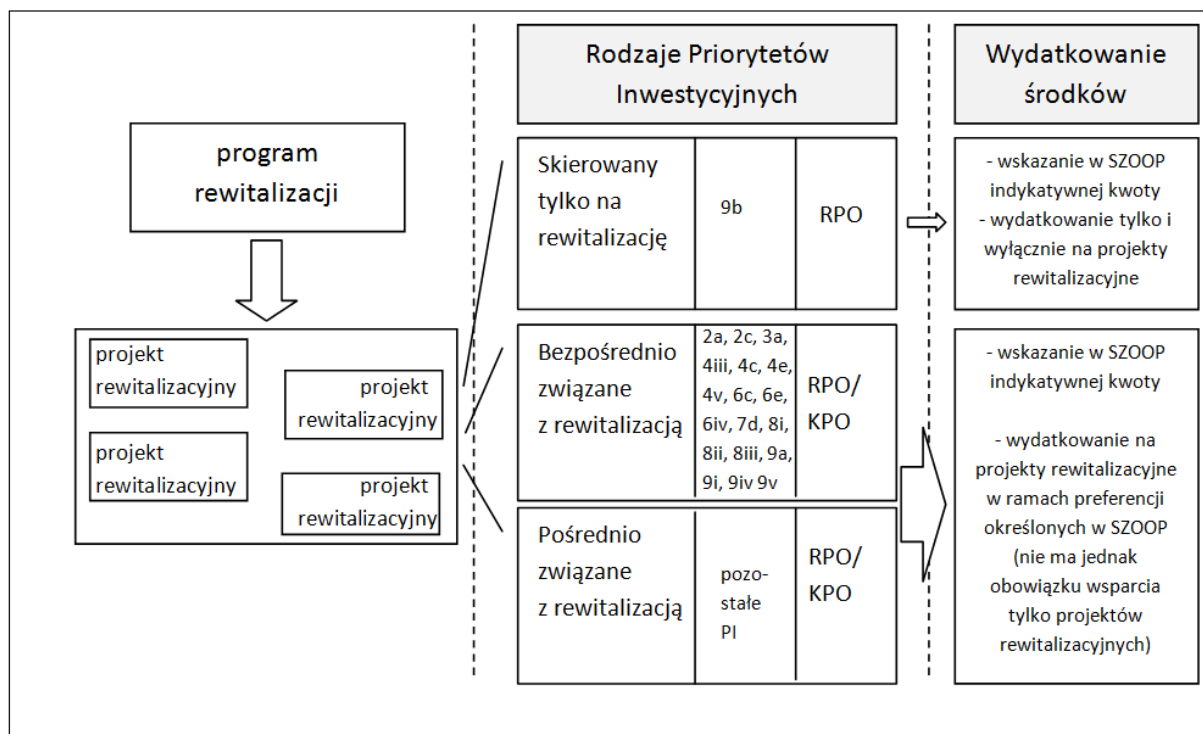 program
rewitalizacji
projekt
rewitalizacyjny
projekt
rewitalizacyjny
projekt
rewitalizacyjny
projekt
rewitalizacyjny
Rodzaje Priorytetów
Inwestycyjnych
Skierowany
tylko na
rewitalizację
9b
RPO
Bezpośrednio
związane
z rewitalizacją
2a, 2c, 3a,
4iii, 4c, 4e,
4v, 6c, 6e,
6iv, 7d, 8i,
8ii, 8iii, 9a,
9i, 9iv 9v
RPO/
KPO
Pośrednio
związane
z rewitalizacją
pozo-
stałe
PI
RPO/
KPO
Wydatkowanie
środków
- wskazanie w SZOOP
indykatywnej kwoty
- wydatkowanie tylko i
wyłącznie na projekty
rewitalizacyjne
- wskazanie w SZOOP
indykatywnej kwoty
- wydatkowanie na
projekty rewitalizacyjne
w ramach preferencji
określonych w SZOOP
(nie ma jednak
obowiązku wsparcia
tylko projektów
rewitalizacyjnych)